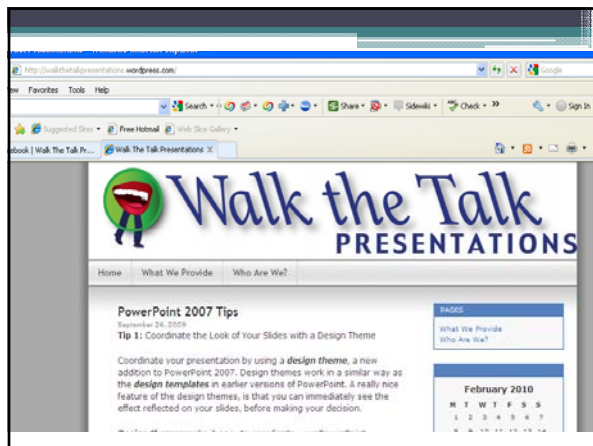 http://walkthetalkpresentations.wordpress.com/
Google
Favorites Tools Help
Search Share Sidewiki Check Sign In
Suggested Sites Free Hotmail Web Slice Gallery
Walk The Talk Pr... Walk The Talk Presentations X
Walk the Talk
PRESENTATIONS
Home What We Provide Who Are We?
PowerPoint 2007 Tips
September 26, 2009
Tip 1: Coordinate the Look of Your Slides with a Design Theme
Coordinate your presentation by using a design theme, a new
addition to PowerPoint 2007. Design themes work in a similar way as
the design templates in earlier versions of PowerPoint. A really nice
feature of the design themes, is that you can immediately see the
effect reflected on your slides, before making your decision.
PAGES
What We Provide
Who Are We?
February 2010
M T W T F S S
1 2 3 4 5 6 7